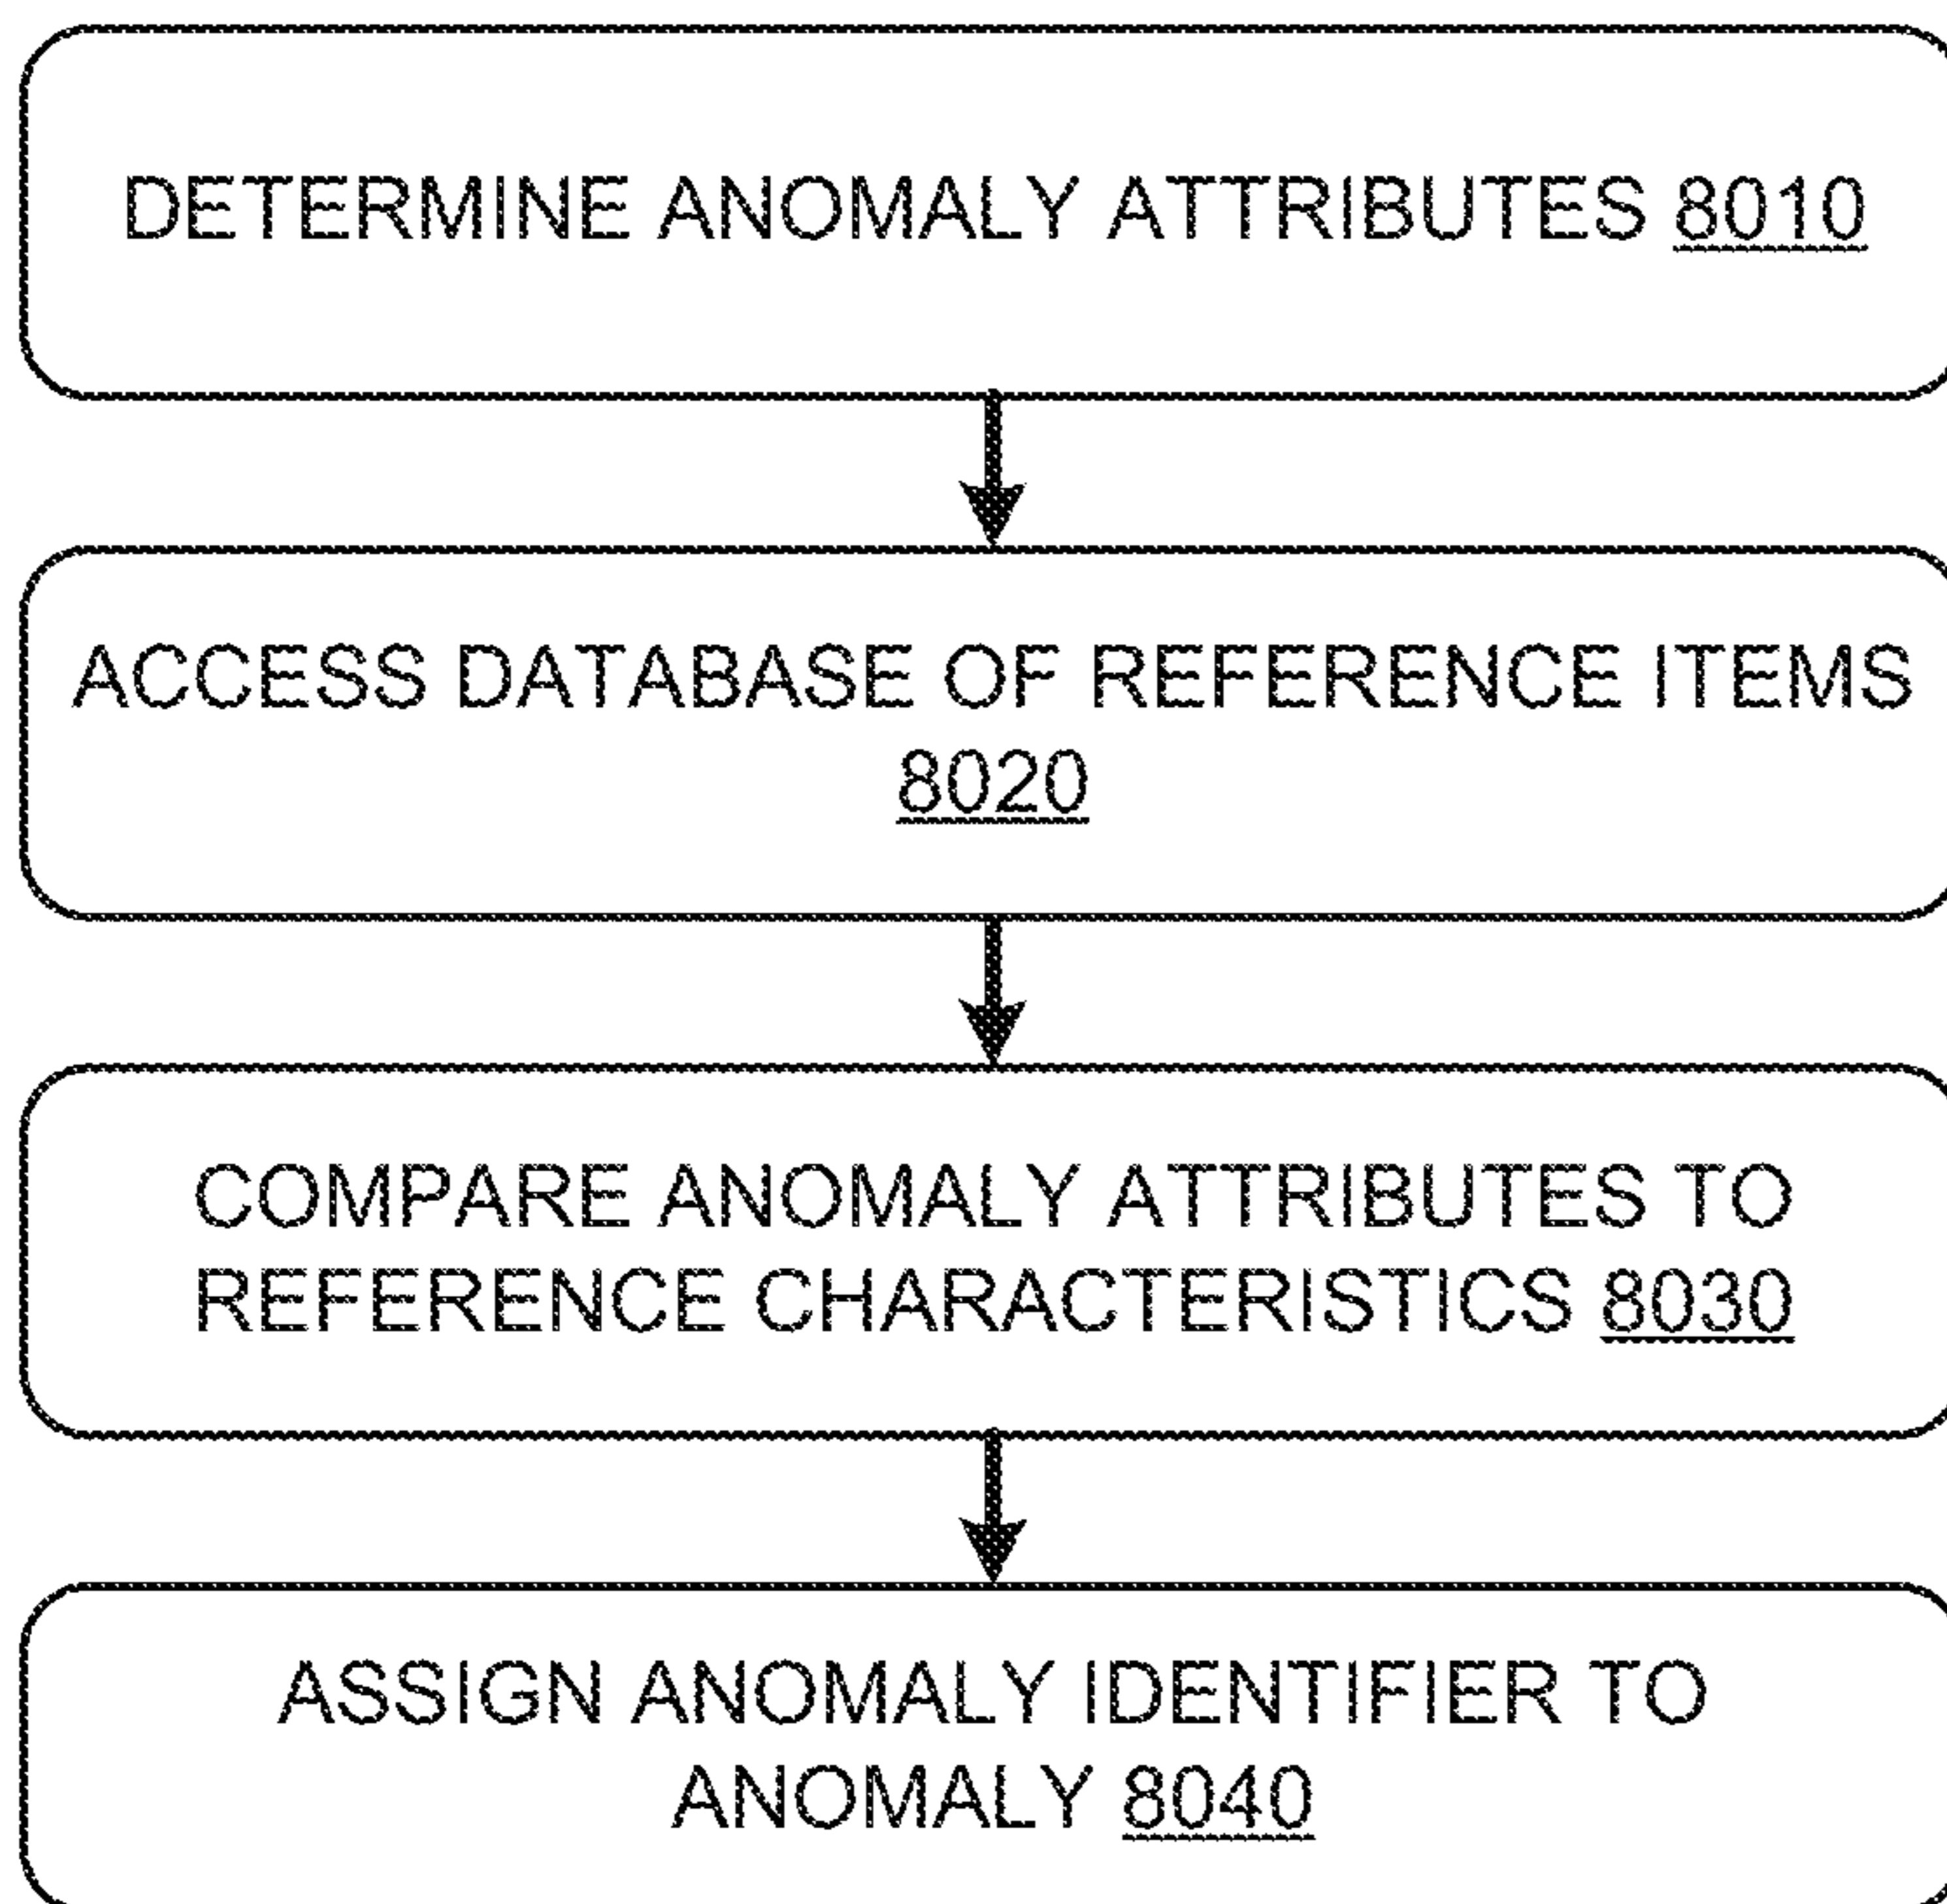 DETERMINE ANOMALY ATTRIBUTES 8010
ACCESS DATABASE OF REFERENCE ITEMS
8020
COMPARE ANOMALY ATTRIBUTES TO
REFERENCE CHARACTERISTICS 8030
ASSIGN ANOMALY IDENTIFIER TO
ANOMALY 8040